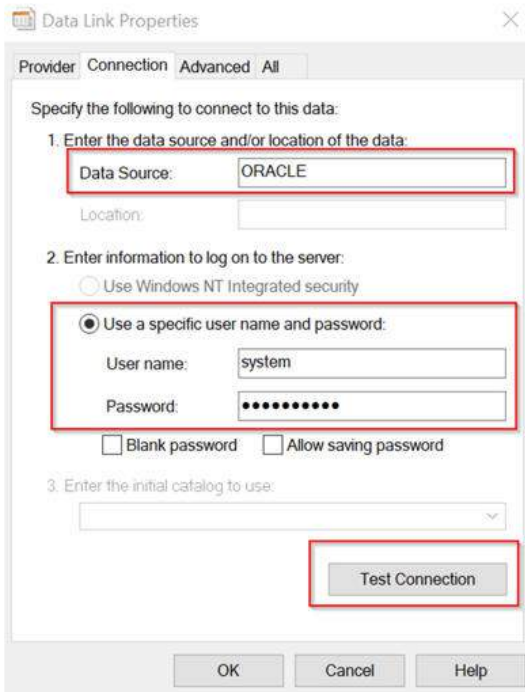 Data Link Properties
Provider Connection Advanced All
Specify the following to connect to this data:
1. Enter the data source and/or location of the data:
Data Source: ORACLE
Location:
2. Enter information to log on to the server:
Use Windows NT Integrated security
Use a specific user name and password:
User name: system
Password: ●●●●●●●●●●
Blank password Allow saving password
3. Enter the initial catalog to use:
Test Connection
OK Cancel Help